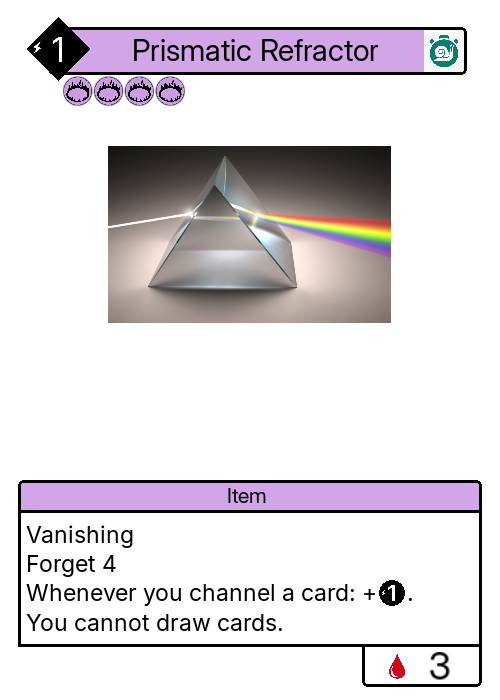 1
Prismatic Refractor
Item
Vanishing
Forget 4
Whenever you channel a card: +1.
You cannot draw cards.
3